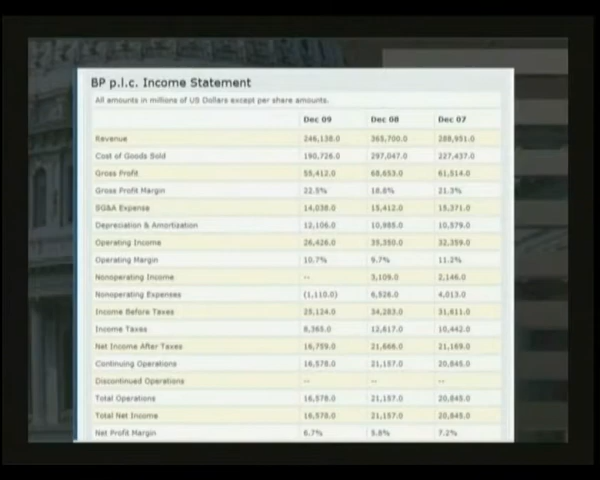 BP p.l.c. Income Statement
All amounts in millions of US Dollars except per share amounts.
Dec 09 Dec 08 Dec 07
Revenue 246,138.0 365,700.0 288,951.0
Cost of Goods Sold 190,726.0 297,047.0 227,437.0
Gross Profit 55,412.0 68,653.0 61,514.0
Gross Profit Margin 22.5% 18.8% 21.3%
SG&A Expense 14,038.0 15,412.0 15,371.0
Depreciation & Amortization 12,106.0 10,985.0 10,579.0
Operating Income 26,426.0 35,350.0 32,359.0
Operating Margin 10.7% 9.7% 11.2%
Nonoperating Income -- 3,109.0 2,146.0
Nonoperating Expenses (1,110.0) 6,526.0 4,013.0
Income Before Taxes 25,124.0 34,283.0 31,611.0
Income Taxes 8,365.0 12,617.0 10,442.0
Net Income After Taxes 16,759.0 21,666.0 21,169.0
Continuing Operations 16,578.0 21,157.0 20,845.0
Discontinued Operations -- -- --
Total Operations 16,578.0 21,157.0 20,845.0
Total Net Income 16,578.0 21,157.0 20,845.0
Net Profit Margin 6.7% 5.8% 7.2%